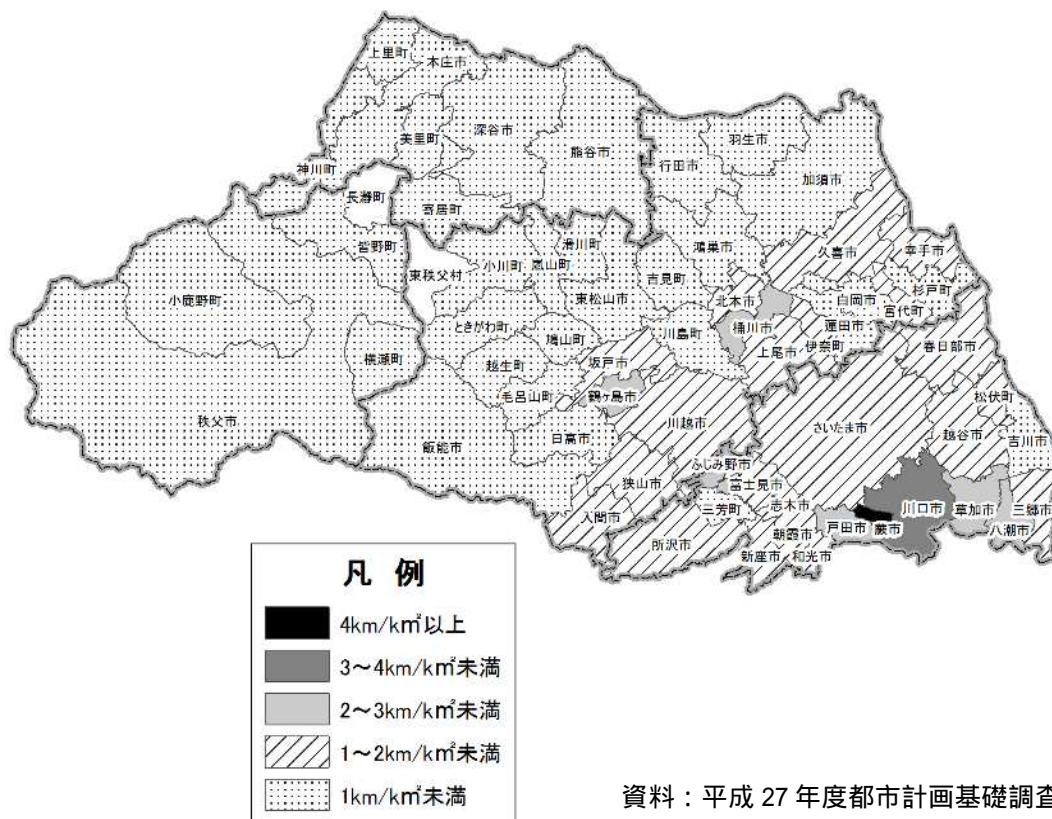 上里町
本庄市
美里町
深谷市
熊谷市
神川町
長瀞町
寄居町
皆野町
行田市
羽生市
加須市
小鹿野町
東秩父村
小川町
嵐山町
滑川町
吉見町
鴻巣市
久喜市
幸手市
東松山市
北本市
白岡市
杉戸町
宮代町
ときがわ町
鳩山町
川島町
桶川市
蓮田市
横瀬町
越生町
坂戸市
上尾市
伊奈町
春日部市
毛呂山町
鶴ヶ島市
松伏町
秩父市
飯能市
日高市
川越市
さいたま市
越谷市
吉川市
狭山市
ふじみ野市
富士見市
入間市
三芳町
志木市
川口市
草加市
三郷市
所沢市
朝霞市
戸田市
蕨市
八潮市
新座市
和光市
凡 例
4km/k㎡以上
3～4km/k㎡未満
2～3km/k㎡未満
1～2km/k㎡未満
1km/k㎡未満
資料：平成 27 年度都市計画基礎調査